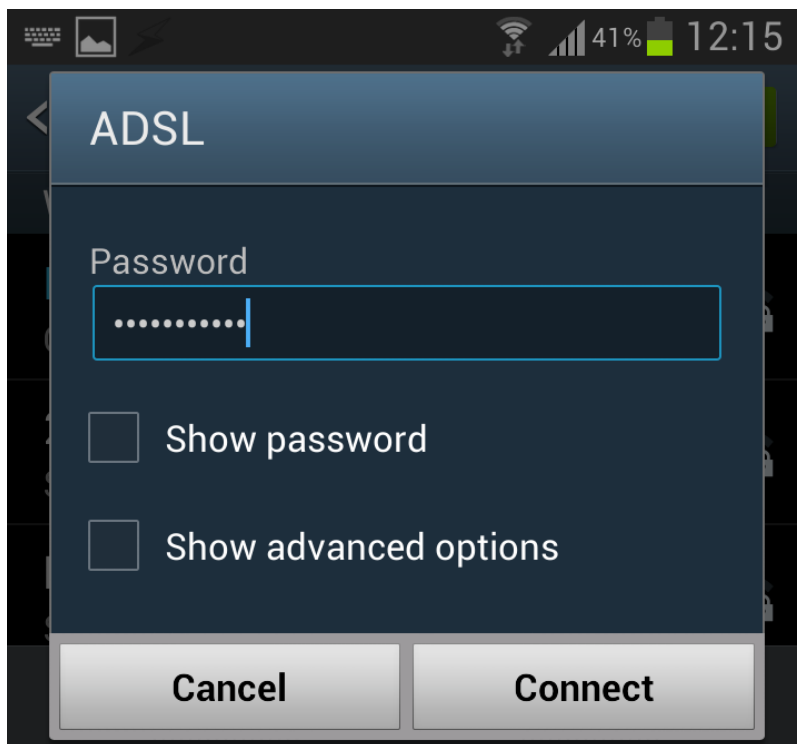 41% 12:15
ADSL
Password
•••••••••••
Show password
Show advanced options
Cancel Connect